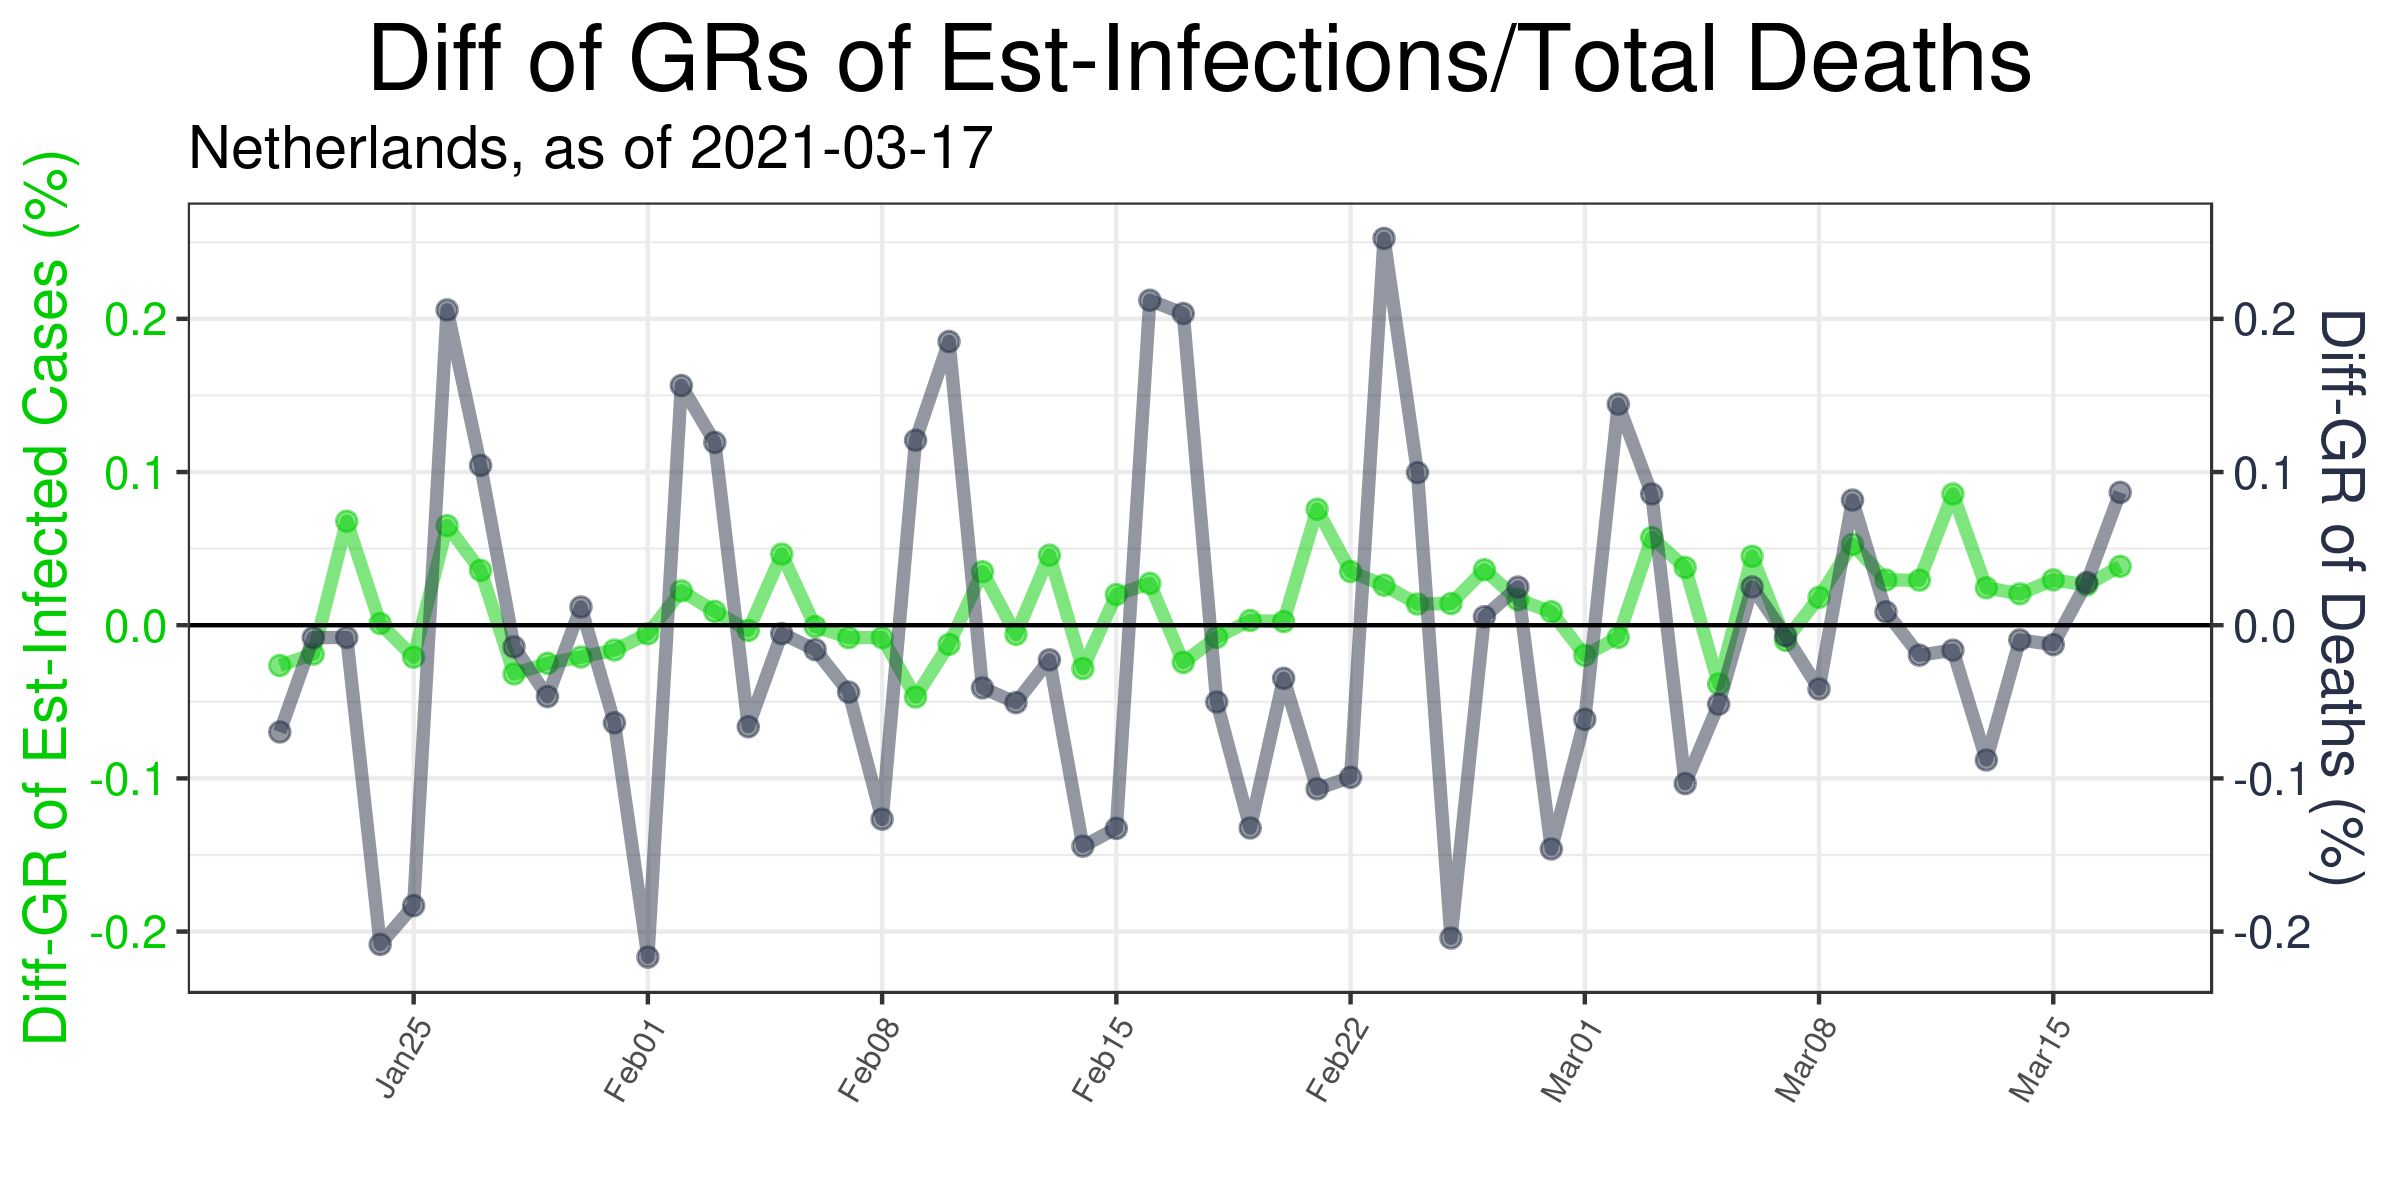 Diff of GRs of Est-Infections/Total Deaths
Netherlands, as of 2021-03-17
Diff-GR of Est-Infected Cases (%)
0.2
0.1
0.0
-0.1
-0.2
0.2
0.1
0.0
-0.1
-0.2
Diff-GR of Deaths (%)
Jan25
Feb01
Feb08
Feb15
Feb22
Mar01
Mar08
Mar15